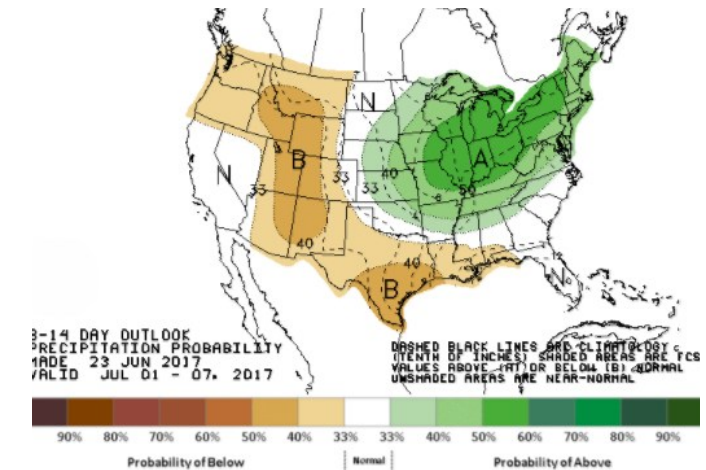 N
B
A
N
33
33
33
40
50
40
40
B
N
8-14 DAY OUTLOOK
PRECIPITATION PROBABILITY
MADE 23 JUN 2017
VALID JUL 01 - 07, 2017
DASHED BLACK LINES ARE CLIMATOLOGY
(TENTH OF INCHES) SHADED AREAS ARE FCST
VALUES ABOVE (A) OR BELOW (B) NORMAL
UNSHADED AREAS ARE NEAR-NORMAL
90% 80% 70% 60% 50% 40% 33% 33% 40% 50% 60% 70% 80% 90%
Probability of Below Normal Probability of Above